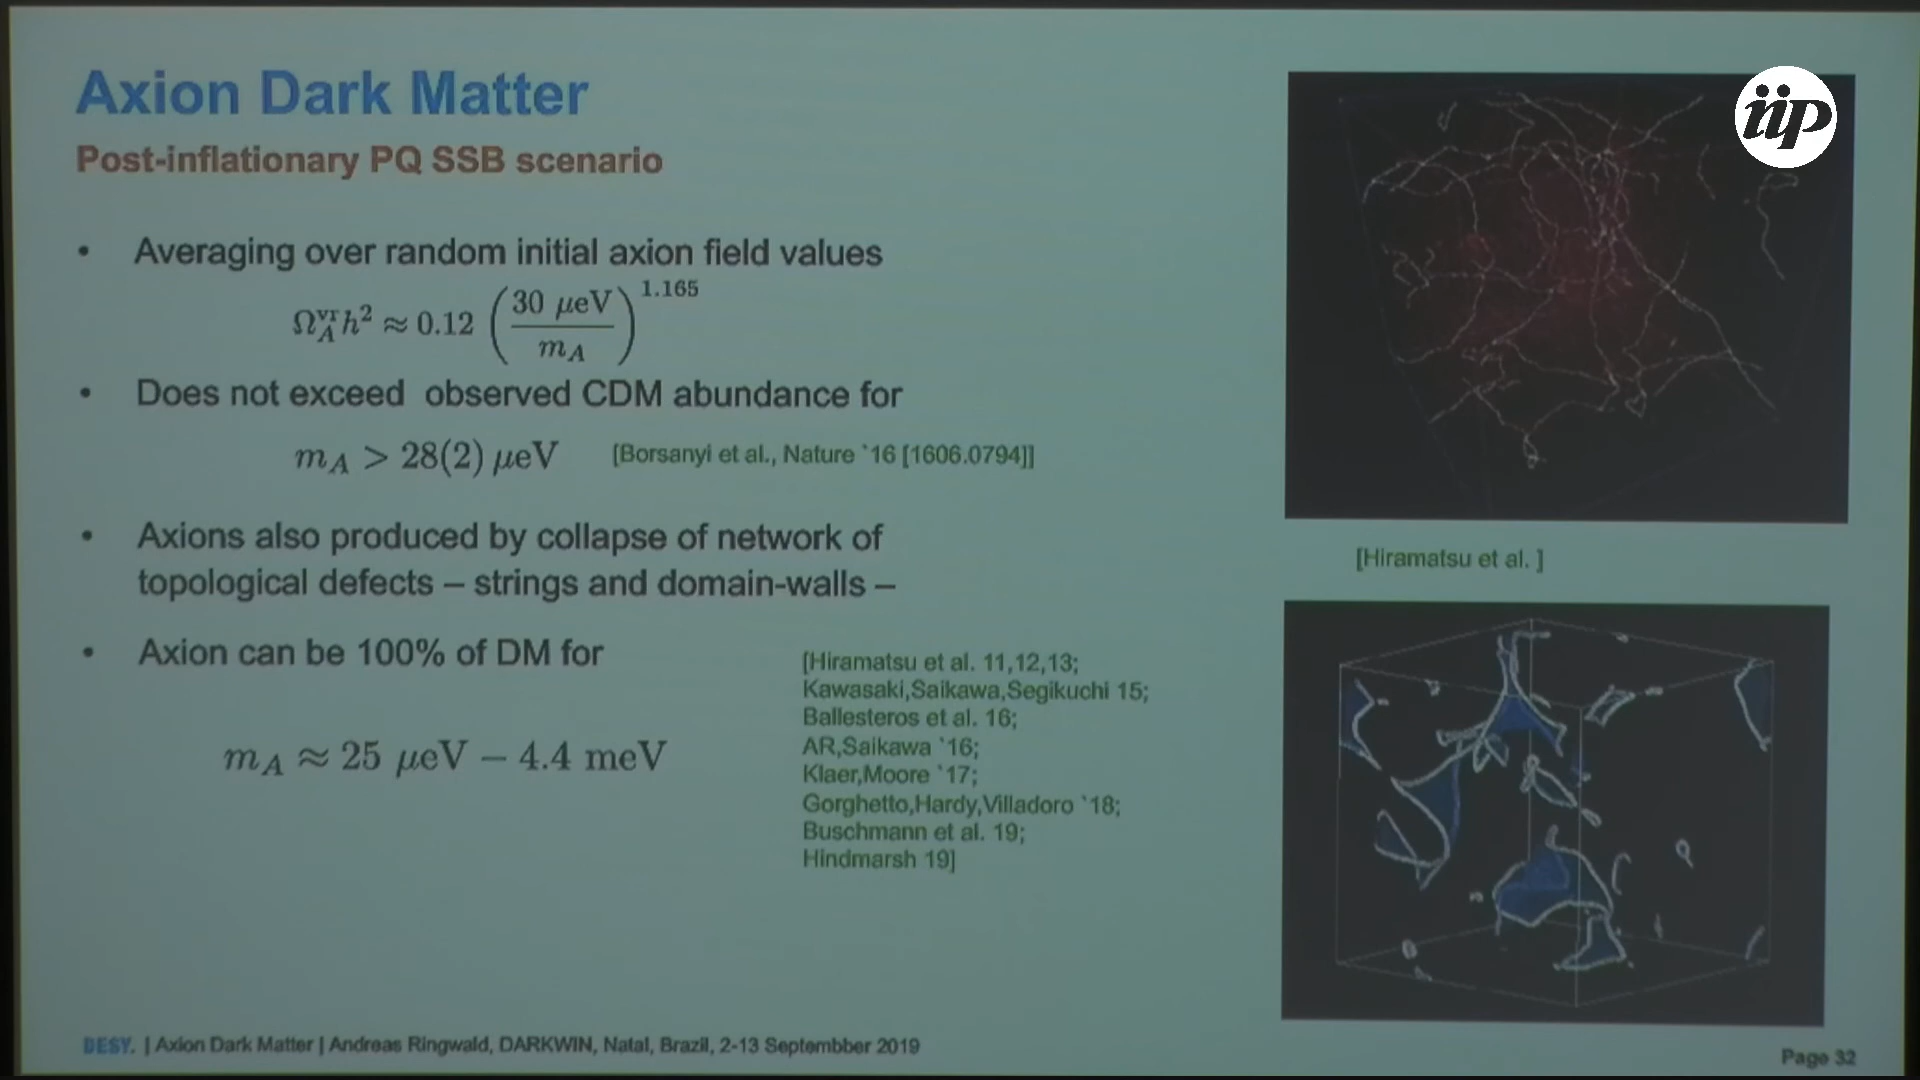 iip
Axion Dark Matter
Post-inflationary PQ SSB scenario
• Averaging over random initial axion field values
Ω_A^vr h² ≈ 0.12 (30 μeV / m_A)^1.165
• Does not exceed observed CDM abundance for
m_A > 28(2) μeV [Borsanyi et al., Nature `16 [1606.0794]]
• Axions also produced by collapse of network of
topological defects – strings and domain-walls –
[Hiramatsu et al. ]
• Axion can be 100% of DM for
m_A ≈ 25 μeV – 4.4 meV
[Hiramatsu et al. 11,12,13;
Kawasaki,Saikawa,Segikuchi 15;
Ballesteros et al. 16;
AR,Saikawa `16;
Klaer,Moore `17;
Gorghetto,Hardy,Villadoro `18;
Buschmann et al. 19;
Hindmarsh 19]
DESY. | Axion Dark Matter | Andreas Ringwald, DARKWIN, Natal, Brazil, 2-13 Septembber 2019
Page 32